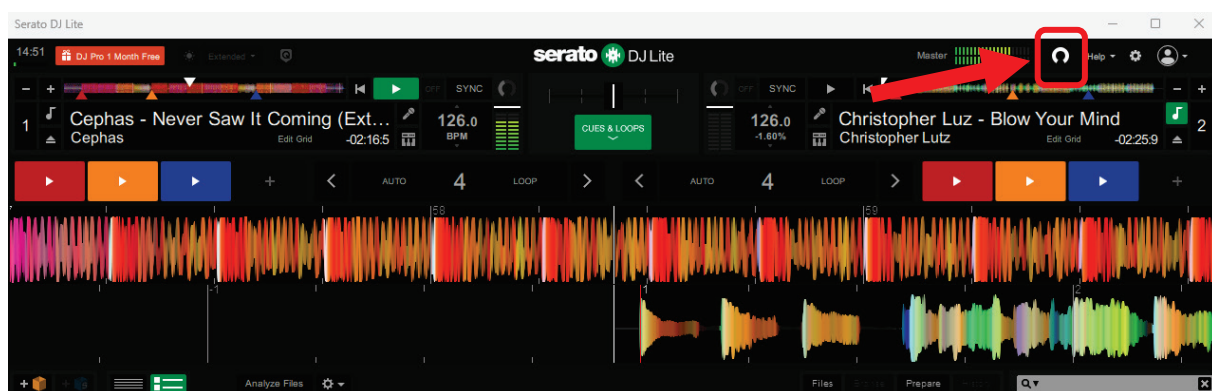 Serato DJ Lite
14:51 DJ Pro 1 Month Free Extended serato DJ Lite Master Help
- + OFF SYNC OFF SYNC - +
1 Cephas - Never Saw It Coming (Ext... 126.0 CUES & LOOPS 126.0 Christopher Luz - Blow Your Mind 2
Cephas Edit Grid -02:16:5 BPM -1.60% Christopher Lutz Edit Grid -02:25:9
+ AUTO 4 LOOP AUTO 4 LOOP +
58 59
-1 1 2
+ Analyze Files Files Prepare